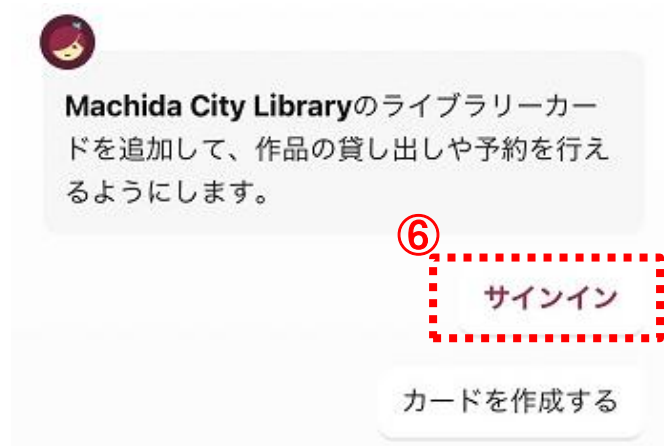 Machida City Libraryのライブラリーカー
ドを追加して、作品の貸し出しや予約を行え
るようにします。
⑥
サインイン
カードを作成する